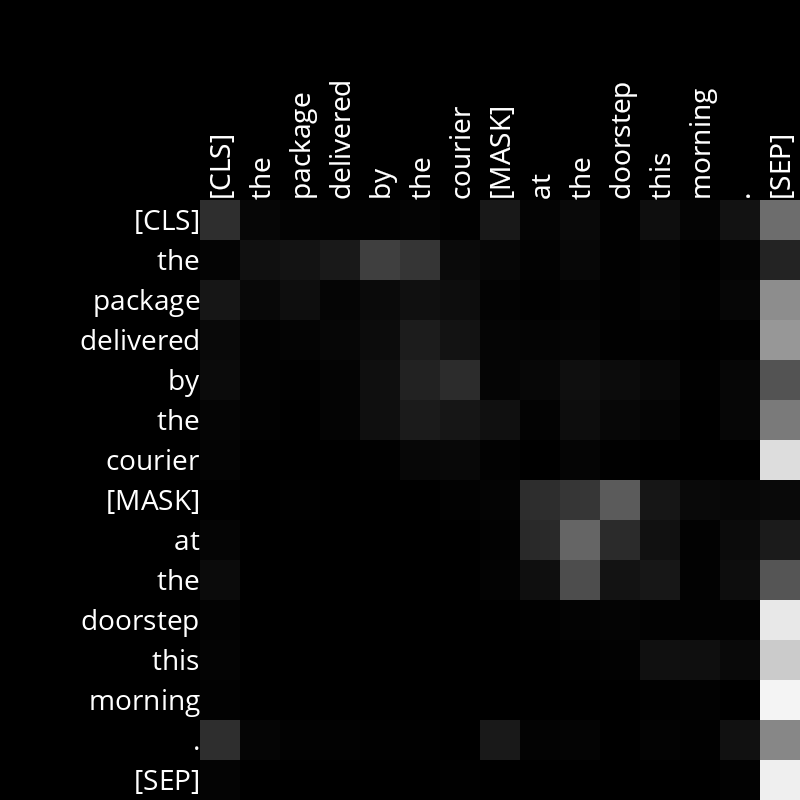 [CLS] the package delivered by the courier [MASK] at the doorstep this morning . [SEP]
[CLS]
the
package
delivered
by
the
courier
[MASK]
at
the
doorstep
this
morning
.
[SEP]